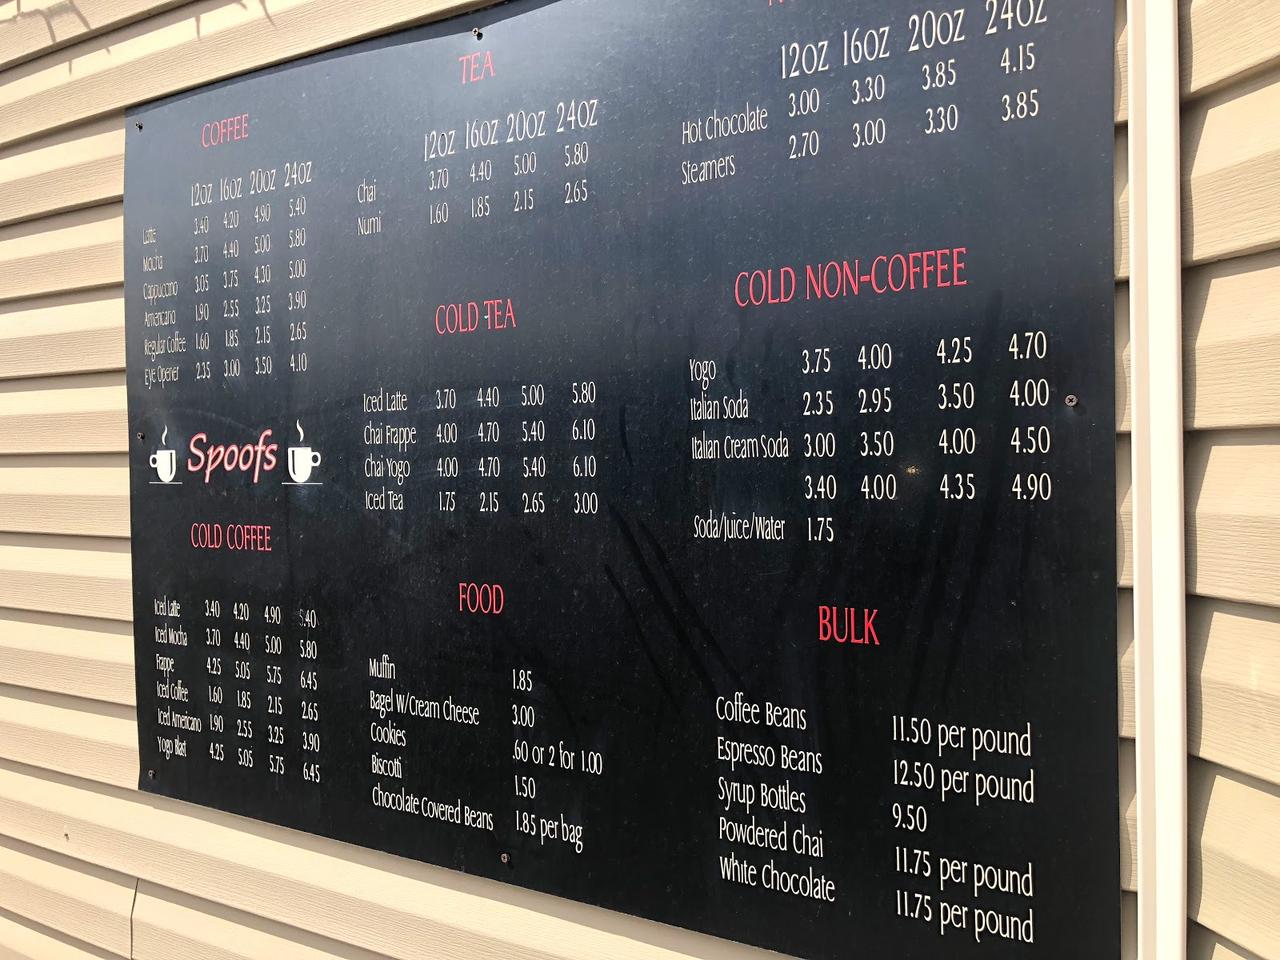 COFFEE
12oz 16oz 20oz 24oz
Latte 3.40 4.20 4.90 5.40
Mocha 3.70 4.40 5.00 5.80
Cappuccino 3.05 3.75 4.30 5.00
Americano 1.90 2.55 3.25 3.90
Regular Coffee 1.60 1.85 2.15 2.65
Eye Opener 2.35 3.00 3.50 4.10
Spoofs
COLD COFFEE
Iced Latte 3.40 4.20 4.90 5.40
Iced Mocha 3.70 4.40 5.00 5.80
Frappe 4.25 5.05 5.75 6.45
Iced Coffee 1.60 1.85 2.15 2.65
Iced Americano 1.90 2.55 3.25 3.90
Yogo Blast 4.25 5.05 5.75 6.45
TEA
12oz 16oz 20oz 24oz
Chai 3.70 4.40 5.00 5.80
Numi 1.60 1.85 2.15 2.65
COLD TEA
Iced Latte 3.70 4.40 5.00 5.80
Chai Frappe 4.00 4.70 5.40 6.10
Chai Yogo 4.00 4.70 5.40 6.10
Iced Tea 1.75 2.15 2.65 3.00
FOOD
Muffin 1.85
Bagel W/Cream Cheese 3.00
Cookies .60 or 2 for 1.00
Biscotti 1.50
Chocolate Covered Beans 1.85 per bag
12oz 16oz 20oz 24oz
Hot Chocolate 3.00 3.30 3.85 4.15
Steamers 2.70 3.00 3.30 3.85
COLD NON-COFFEE
Yogo 3.75 4.00 4.25 4.70
Italian Soda 2.35 2.95 3.50 4.00
Italian Cream Soda 3.00 3.50 4.00 4.50
3.40 4.00 4.35 4.90
Soda/Juice/Water 1.75
BULK
Coffee Beans 11.50 per pound
Espresso Beans 12.50 per pound
Syrup Bottles 9.50
Powdered Chai 11.75 per pound
White Chocolate 11.75 per pound